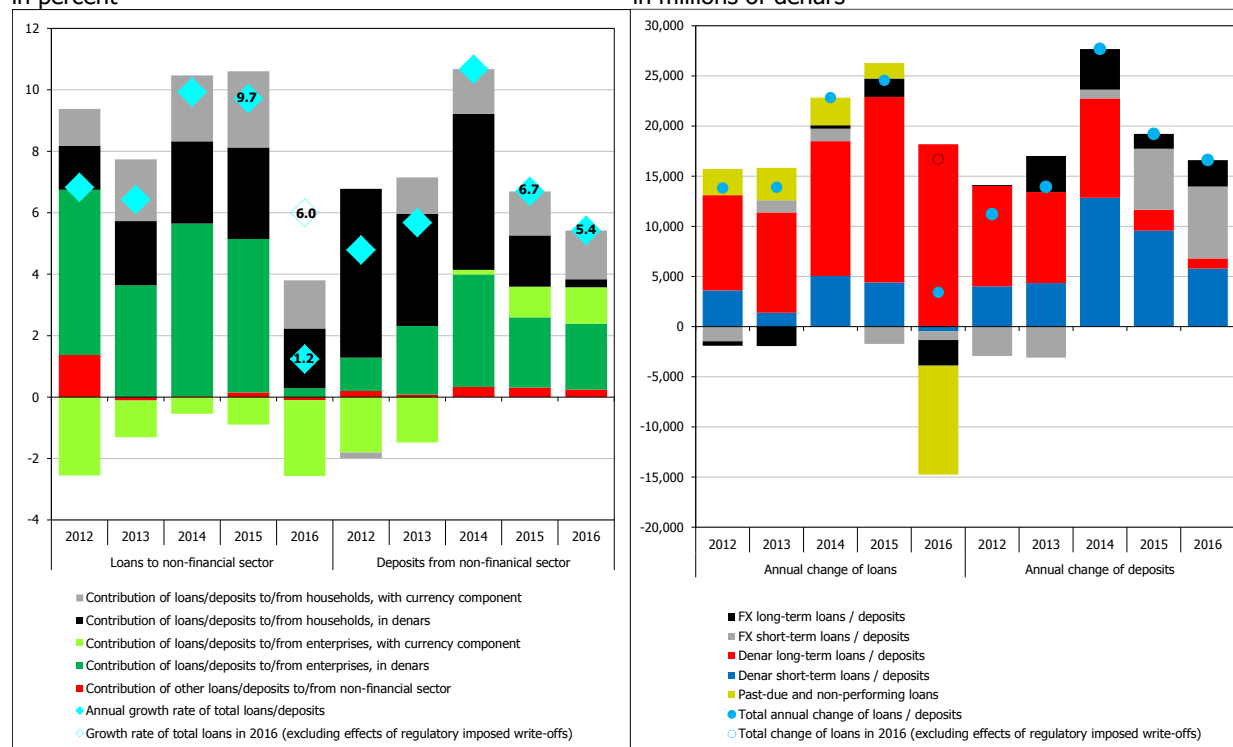 in percent
12
10
8
6
4
2
0
-2
-4
9.7
6.0
1.2
6.7
5.4
2012 2013 2014 2015 2016 2012 2013 2014 2015 2016
Loans to non-financial sector Deposits from non-finanical sector
Contribution of loans/deposits to/from households, with currency component
Contribution of loans/deposits to/from households, in denars
Contribution of loans/deposits to/from enterprises, with currency component
Contribution of loans/deposits to/from enterprises, in denars
Contribution of other loans/deposits to/from non-financial sector
Annual growth rate of total loans/deposits
Growth rate of total loans in 2016 (excluding effects of regulatory imposed write-offs)
in millions of denars
30,000
25,000
20,000
15,000
10,000
5,000
0
-5,000
-10,000
-15,000
-20,000
2012 2013 2014 2015 2016 2012 2013 2014 2015 2016
Annual change of loans Annual change of deposits
FX long-term loans / deposits
FX short-term loans / deposits
Denar long-term loans / deposits
Denar short-term loans / deposits
Past-due and non-performing loans
Total annual change of loans / deposits
Total change of loans in 2016 (excluding effects of regulatory imposed write-offs)